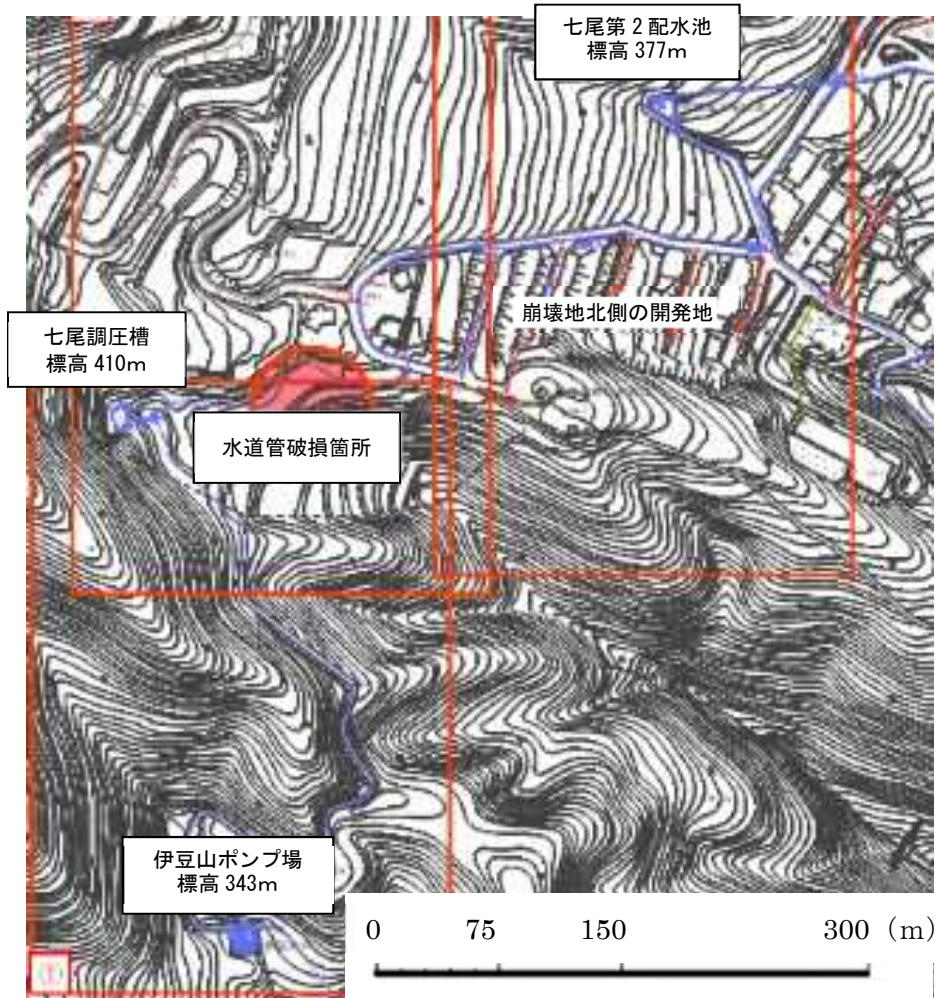 七尾第2配水池
標高 377m
崩壊地北側の開発地
七尾調圧槽
標高 410m
水道管破損箇所
伊豆山ポンプ場
標高 343m
0 75 150 300 (m)
(1)